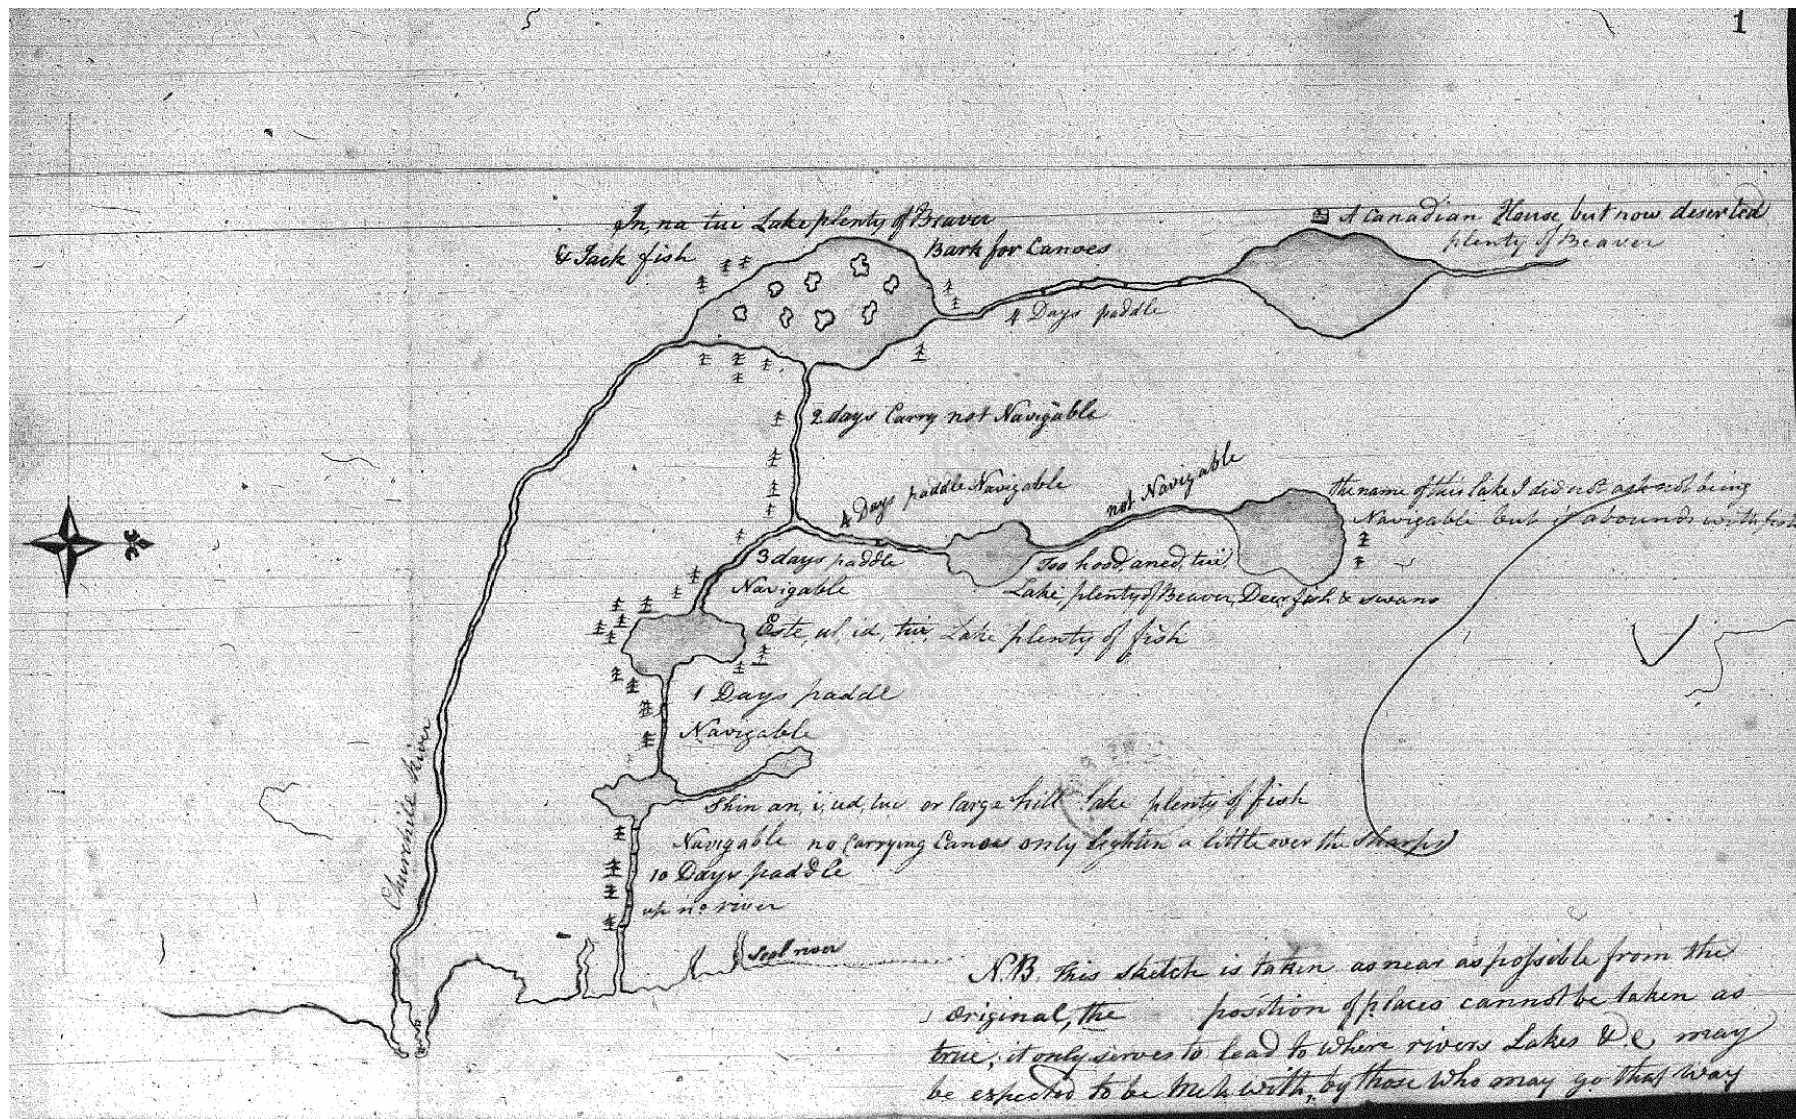 1
In, na tui Lake plenty of Beaver
& Jack fish
Bark for Canoes
A Canadian House, but now deserted
plenty of Beaver
4 Days paddle
2 days Carry not Navigable
4 Days paddle Navigable
not Navigable
the name of this lake I did not ask not being
Navigable but it abounds with fish
3 days paddle
Navigable
Too hood, aned, tui,
Lake, plenty of Beaver, Deer, fish & swans
Este, ul, id, tui, Lake plenty of fish
1 Days paddle
Navigable
Churchill River
Shin an, i, ud, tui or large hill lake plenty of fish
Navigable no Carrying Canoes only lighten a little over the Sharps
10 Days paddle
up ye river
Seal river
N.B. This sketch is taken as near as possible from the
original, the position of places cannot be taken as
true, it only serves to lead to where rivers Lakes &.c may
be expected to be met with, by those who may go that way